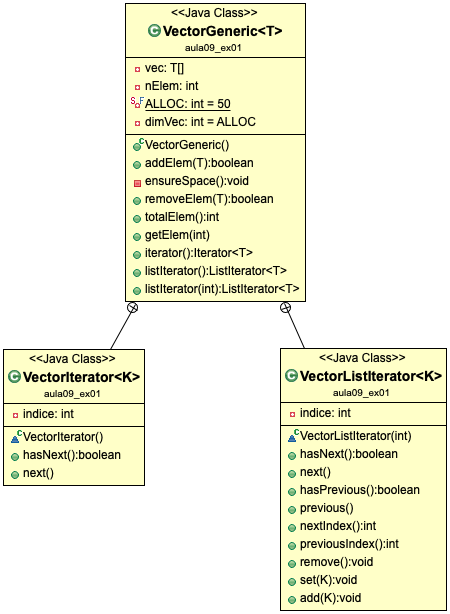 <<Java Class>>
VectorGeneric<T>
aula09_ex01
vec: T[]
nElem: int
ALLOC: int = 50
dimVec: int = ALLOC
VectorGeneric()
addElem(T):boolean
ensureSpace():void
removeElem(T):boolean
totalElem():int
getElem(int)
iterator():Iterator<T>
listIterator():ListIterator<T>
listIterator(int):ListIterator<T>
<<Java Class>>
VectorIterator<K>
aula09_ex01
indice: int
VectorIterator()
hasNext():boolean
next()
<<Java Class>>
VectorListIterator<K>
aula09_ex01
indice: int
VectorListIterator(int)
hasNext():boolean
next()
hasPrevious():boolean
previous()
nextIndex():int
previousIndex():int
remove():void
set(K):void
add(K):void